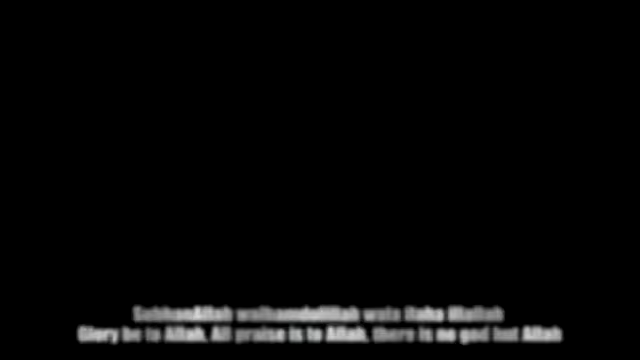 SubhanAllah walhamdulillah wala ilaha illallah
Glory be to Allah, All praise is to Allah, there is no god but Allah